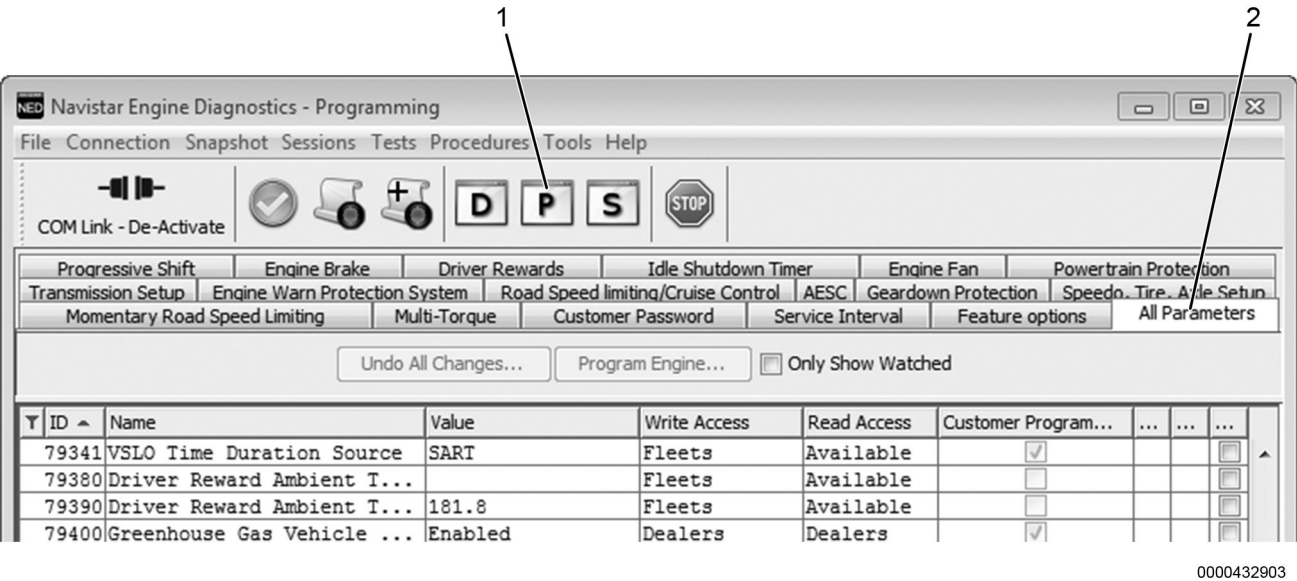 1 2
NED Navistar Engine Diagnostics - Programming
File Connection Snapshot Sessions Tests Procedures Tools Help
COM Link - De-Activate D P S STOP
Progressive Shift Engine Brake Driver Rewards Idle Shutdown Timer Engine Fan Powertrain Protection
Transmission Setup Engine Warn Protection System Road Speed limiting/Cruise Control AESC Geardown Protection Speedo, Tire, Axle Setup
Momentary Road Speed Limiting Multi-Torque Customer Password Service Interval Feature options All Parameters
Undo All Changes... Program Engine... Only Show Watched
ID Name Value Write Access Read Access Customer Program... ... ... ...
79341 VSLO Time Duration Source SART Fleets Available
79380 Driver Reward Ambient T... Fleets Available
79390 Driver Reward Ambient T... 181.8 Fleets Available
79400 Greenhouse Gas Vehicle ... Enabled Dealers Dealers
0000432903